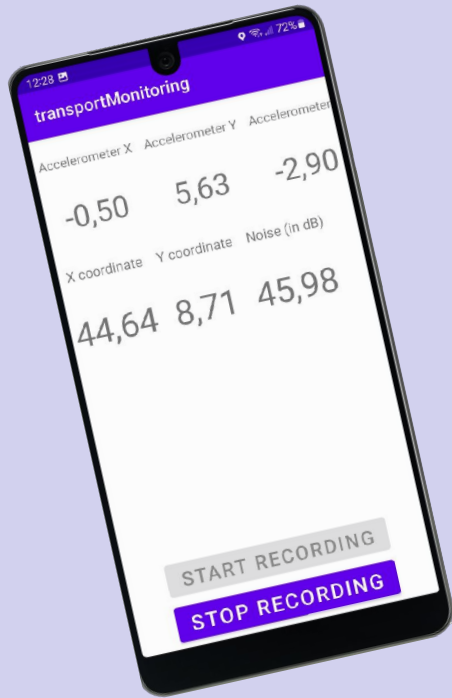 12:28 72%
transportMonitoring
Accelerometer X Accelerometer Y Accelerometer
-0,50 5,63 -2,90
X coordinate Y coordinate Noise (in dB)
44,64 8,71 45,98
START RECORDING
STOP RECORDING